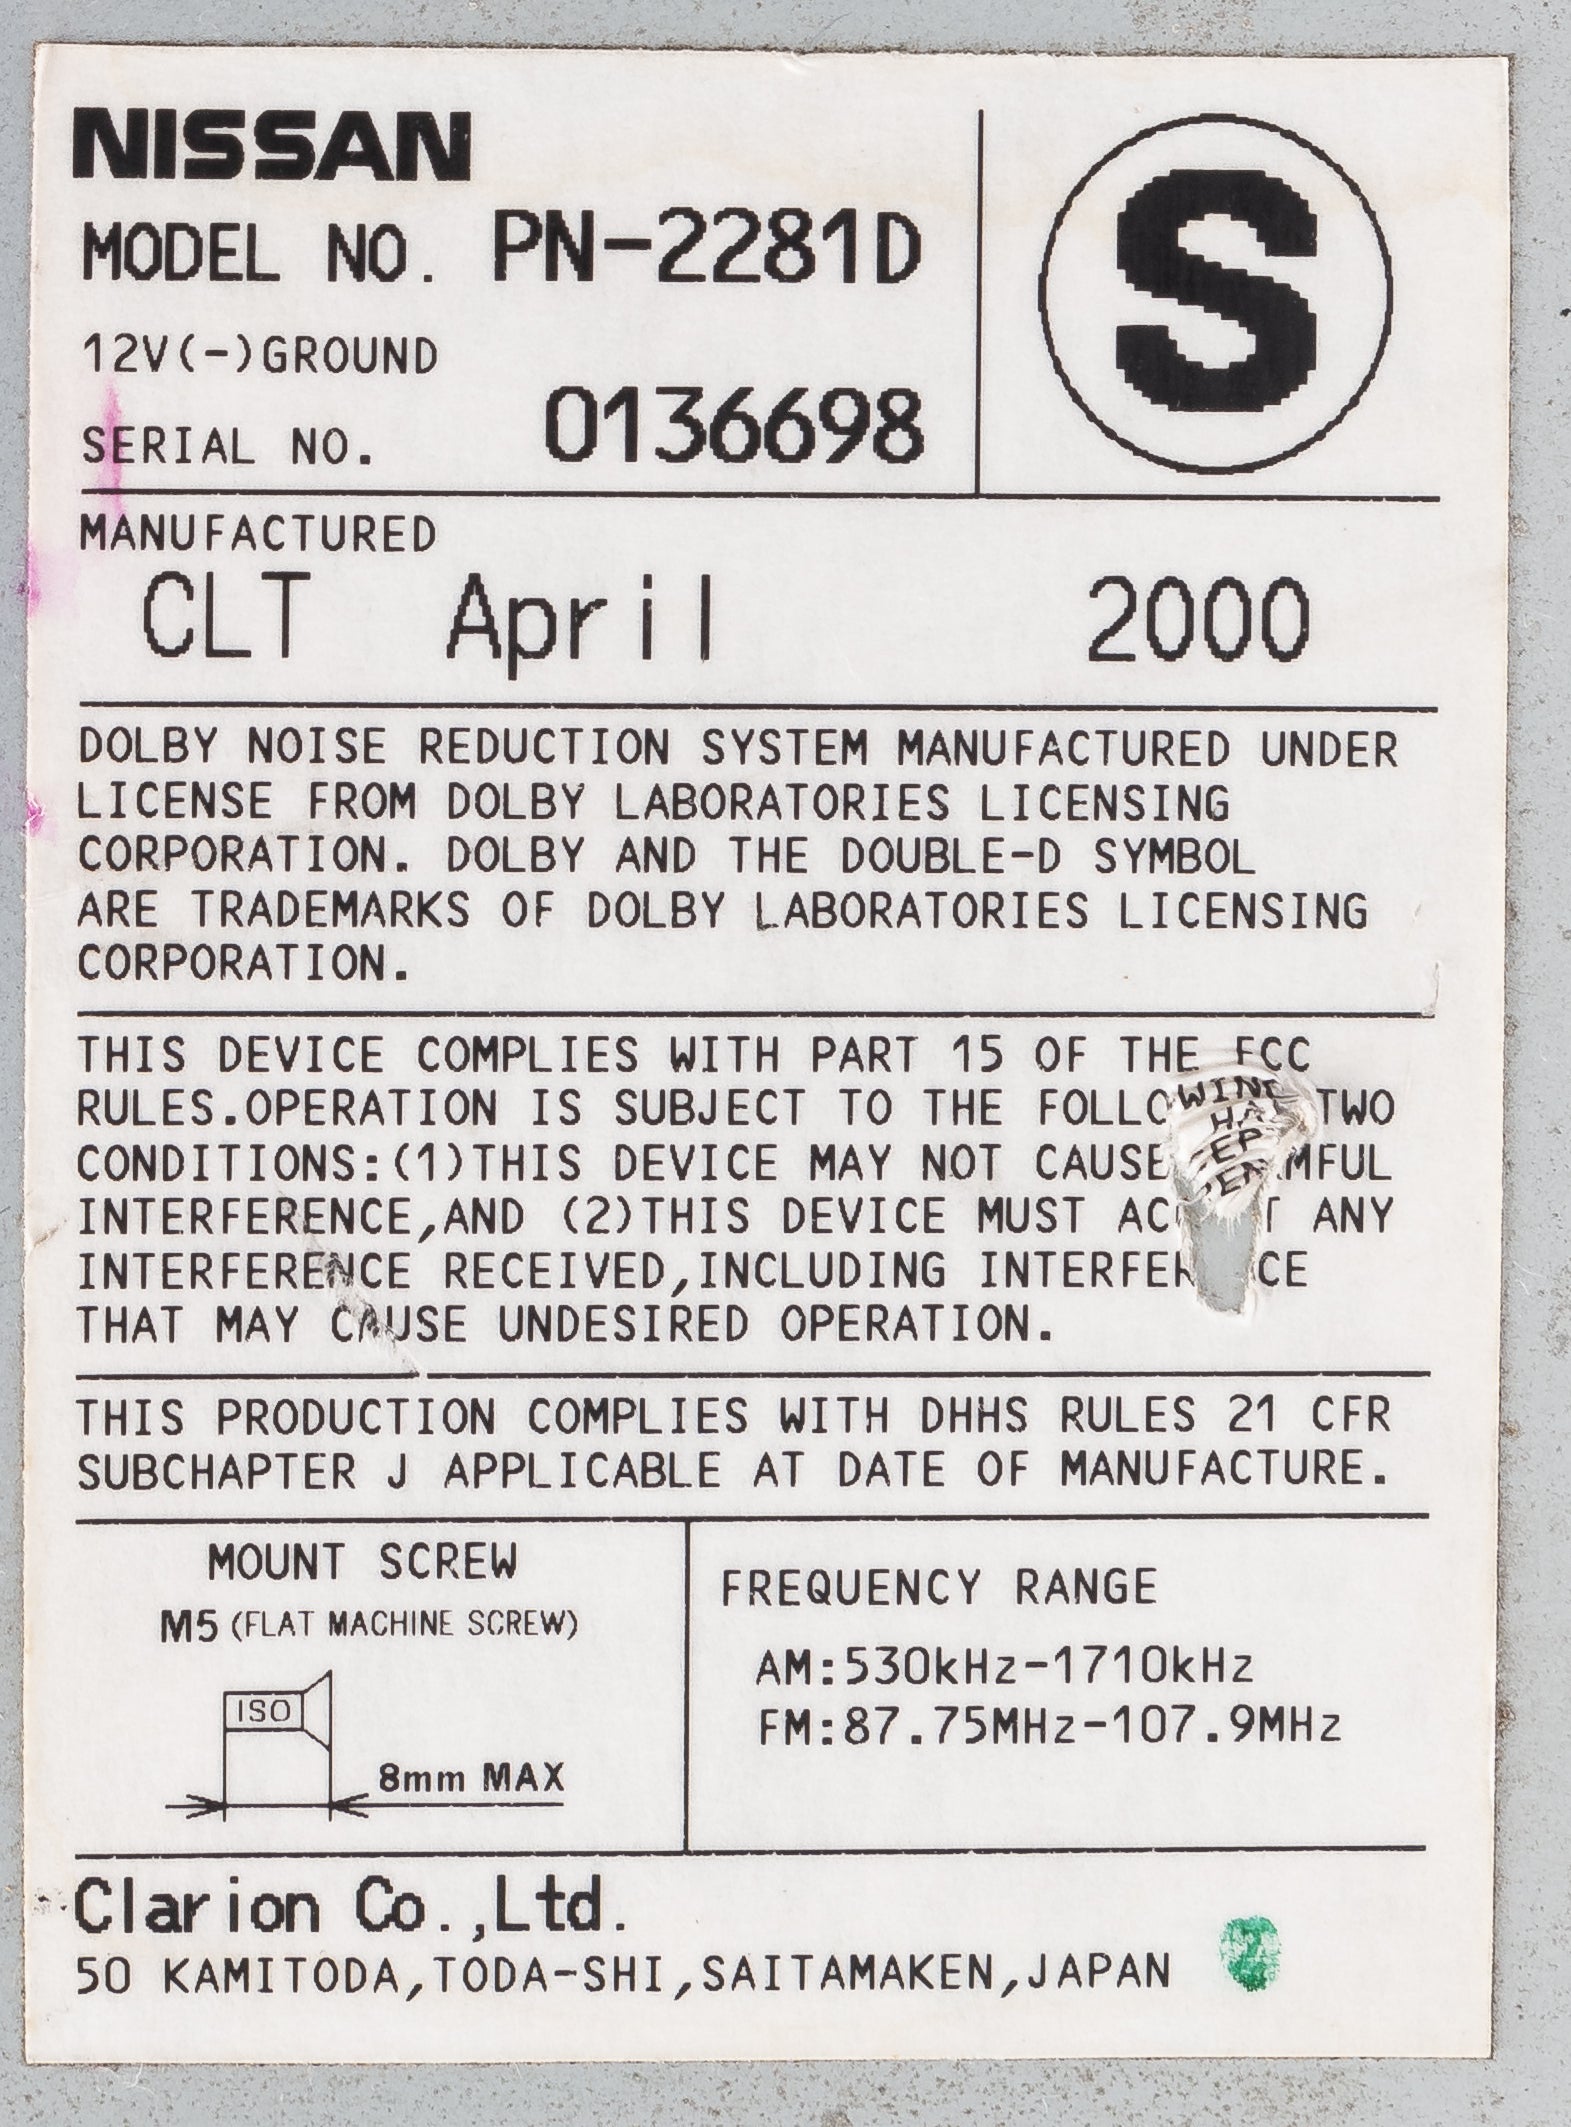 NISSAN
MODEL NO. PN-2281D
S
12V(-)GROUND
SERIAL NO. 0136698
MANUFACTURED
CLT April 2000
DOLBY NOISE REDUCTION SYSTEM MANUFACTURED UNDER
LICENSE FROM DOLBY LABORATORIES LICENSING
CORPORATION. DOLBY AND THE DOUBLE-D SYMBOL
ARE TRADEMARKS OF DOLBY LABORATORIES LICENSING
CORPORATION.
THIS DEVICE COMPLIES WITH PART 15 OF THE FCC
RULES.OPERATION IS SUBJECT TO THE FOLLOWING TWO
CONDITIONS:(1)THIS DEVICE MAY NOT CAUSE HARMFUL
INTERFERENCE,AND (2)THIS DEVICE MUST ACCEPT ANY
INTERFERENCE RECEIVED,INCLUDING INTERFERENCE
THAT MAY CAUSE UNDESIRED OPERATION.
THIS PRODUCTION COMPLIES WITH DHHS RULES 21 CFR
SUBCHAPTER J APPLICABLE AT DATE OF MANUFACTURE.
MOUNT SCREW
M5 (FLAT MACHINE SCREW)
ISO
8mm MAX
FREQUENCY RANGE
AM:530kHz-1710kHz
FM:87.75MHz-107.9MHz
Clarion Co.,Ltd.
50 KAMITODA,TODA-SHI,SAITAMAKEN,JAPAN